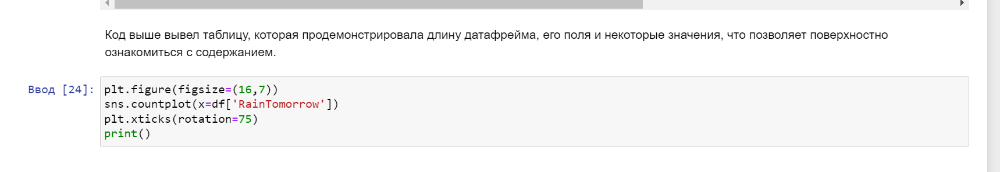 Код выше вывел таблицу, которая продемонстрировала длину датафрейма, его поля и некоторые значения, что позволяет поверхностно
ознакомиться с содержанием.
Ввод [24]:
plt.figure(figsize=(16,7))
sns.countplot(x=df['RainTomorrow'])
plt.xticks(rotation=75)
print()